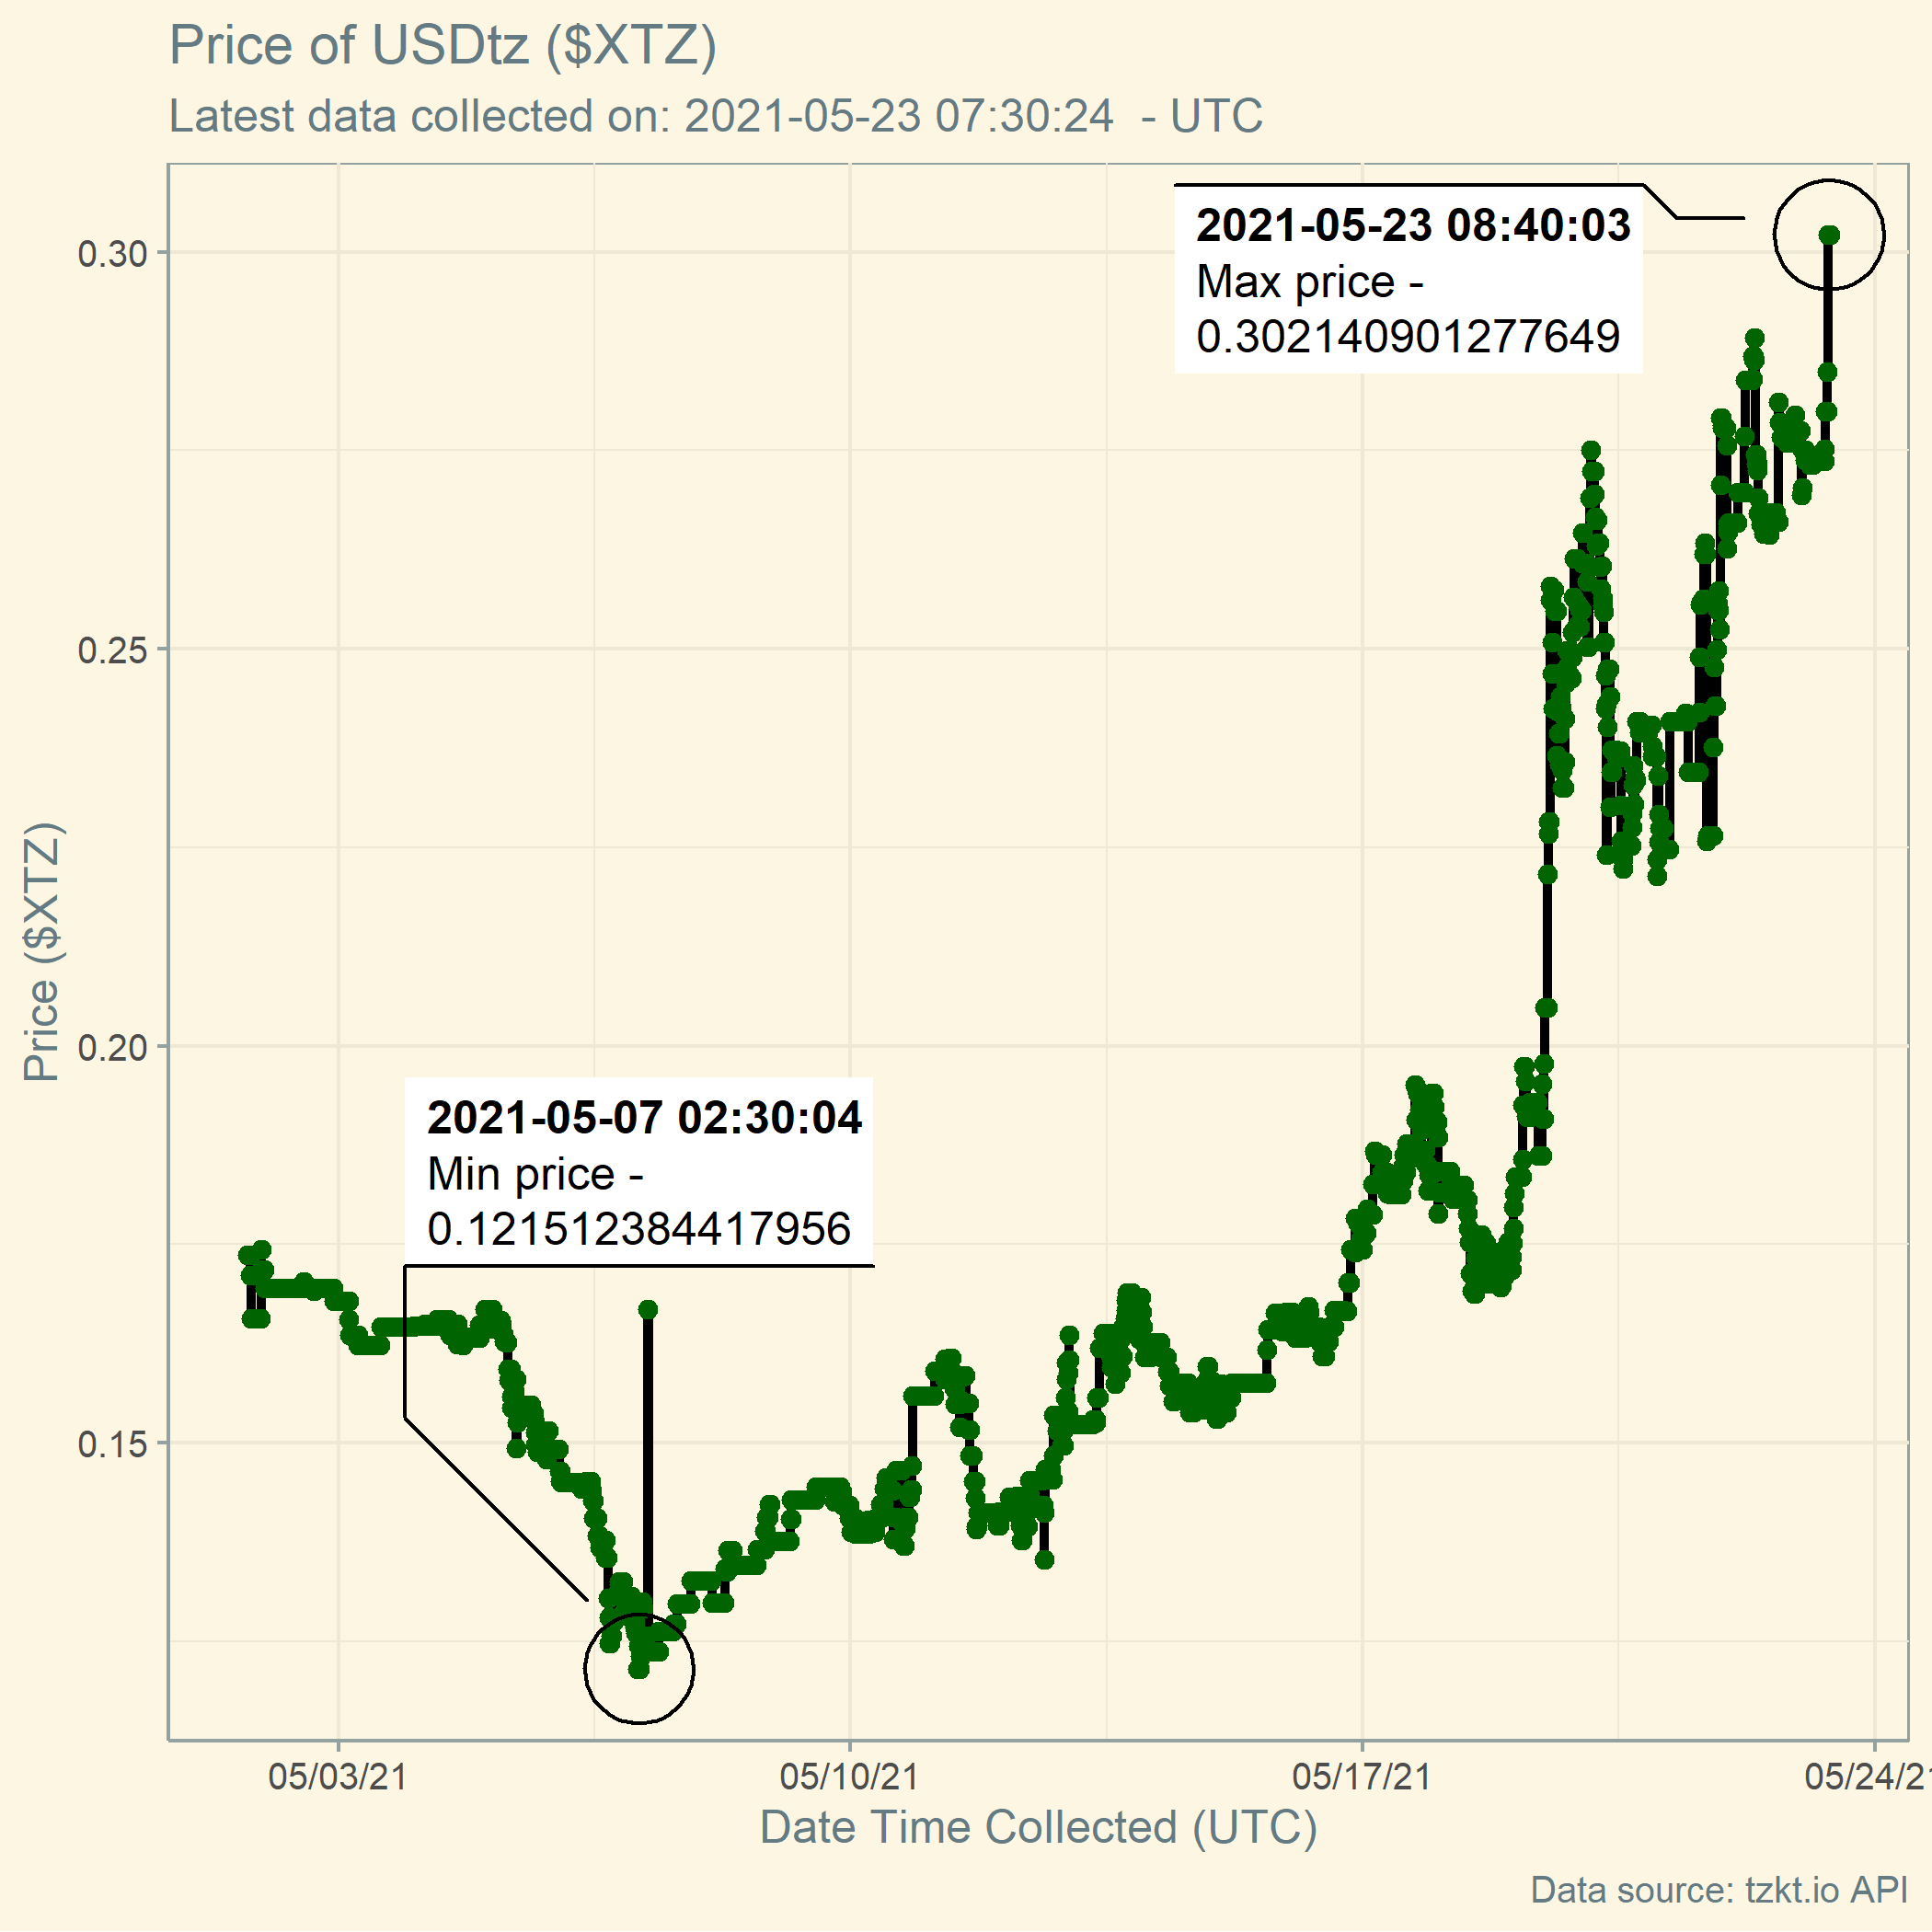 Price of USDtz ($XTZ)
Latest data collected on: 2021-05-23 07:30:24 - UTC
2021-05-23 08:40:03
Max price -
0.302140901277649
0.30
0.25
0.20
0.15
Price ($XTZ)
2021-05-07 02:30:04
Min price -
0.121512384417956
05/03/21
05/10/21
05/17/21
05/24/21
Date Time Collected (UTC)
Data source: tzkt.io API